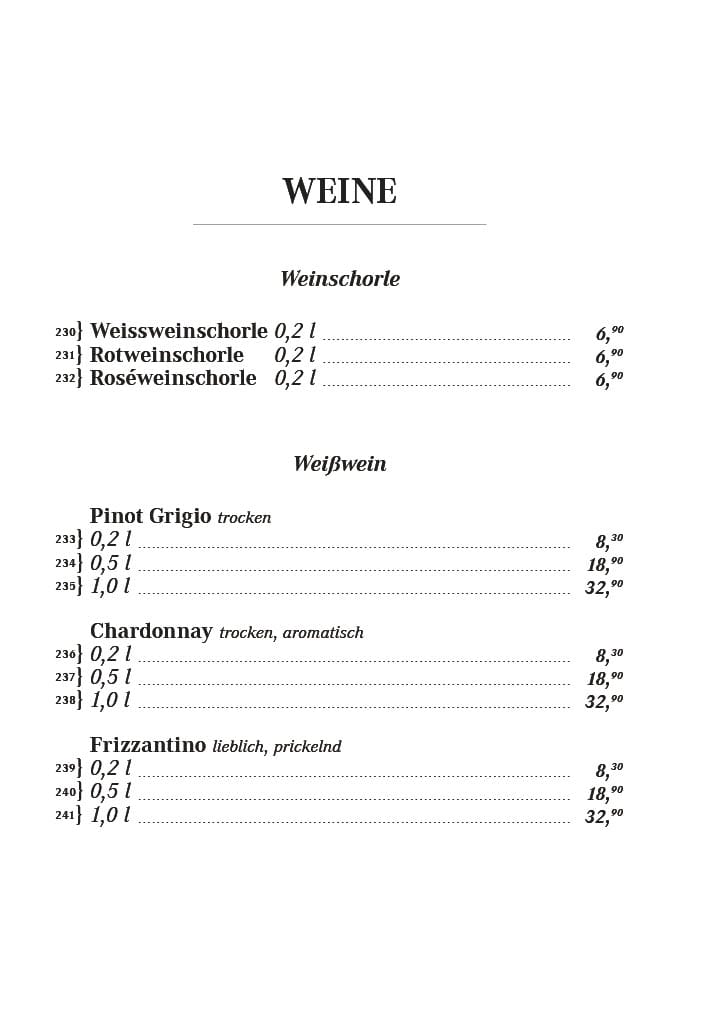 WEINE
Weinschorle
230} Weissweinschorle 0,2 l 6,90
231} Rotweinschorle 0,2 l 6,90
232} Roséweinschorle 0,2 l 6,90
Weißwein
Pinot Grigio trocken
233} 0,2 l 8,30
234} 0,5 l 18,90
235} 1,0 l 32,90
Chardonnay trocken, aromatisch
236} 0,2 l 8,30
237} 0,5 l 18,90
238} 1,0 l 32,90
Frizzantino lieblich, prickelnd
239} 0,2 l 8,30
240} 0,5 l 18,90
241} 1,0 l 32,90